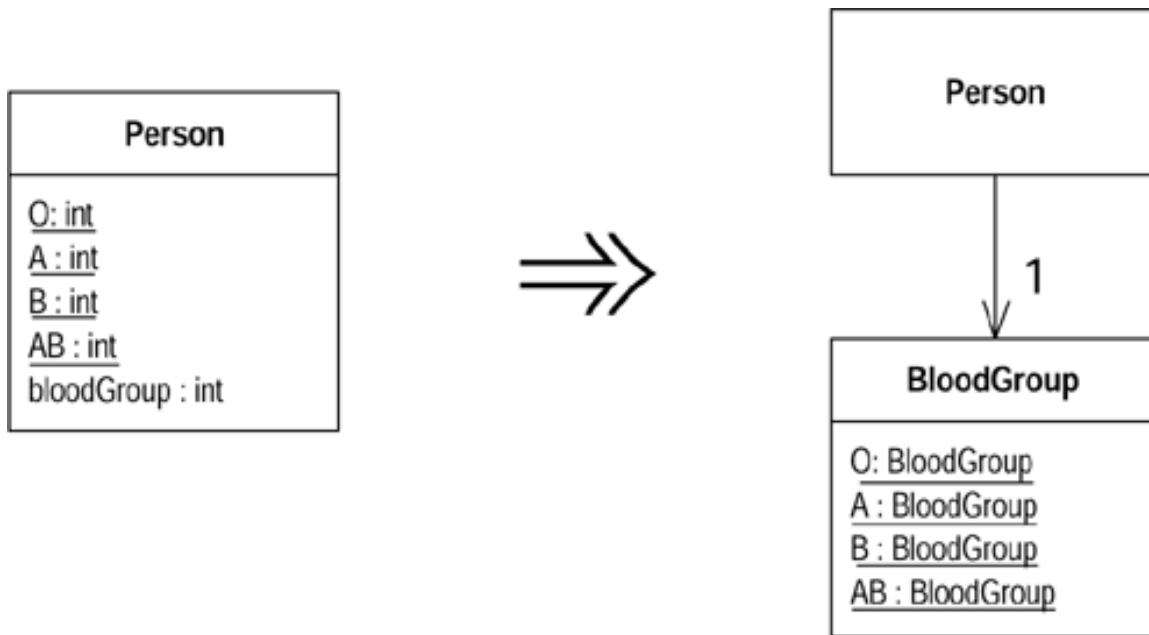 Person
O: int
A : int
B : int
AB : int
bloodGroup : int
Person
1
BloodGroup
O: BloodGroup
A : BloodGroup
B : BloodGroup
AB : BloodGroup